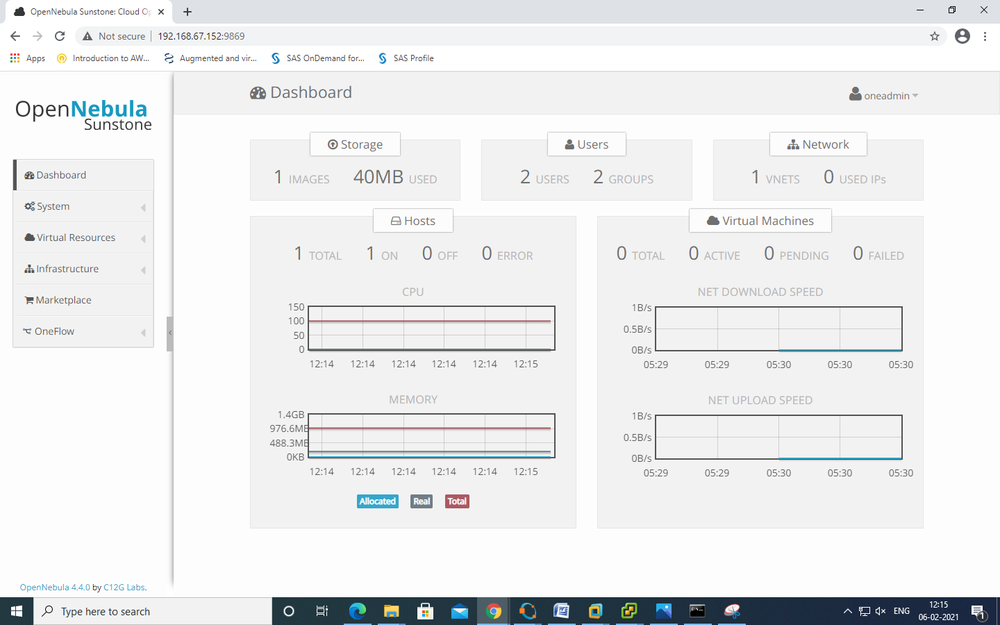 OpenNebula Sunstone: Cloud Op
Not secure | 192.168.67.152:9869
Apps Introduction to AW... Augmented and vir... SAS OnDemand for... SAS Profile
OpenNebula
Sunstone
Dashboard
oneadmin
Dashboard
System
Virtual Resources
Infrastructure
Marketplace
OneFlow
Storage
1 IMAGES 40MB USED
Users
2 USERS 2 GROUPS
Network
1 VNETS 0 USED IPs
Hosts
1 TOTAL 1 ON 0 OFF 0 ERROR
CPU
150
100
50
0
12:14 12:14 12:14 12:14 12:14 12:15
MEMORY
1.4GB
976.6MB
488.3MB
0KB
12:14 12:14 12:14 12:14 12:14 12:15
Allocated Real Total
Virtual Machines
0 TOTAL 0 ACTIVE 0 PENDING 0 FAILED
NET DOWNLOAD SPEED
1B/s
0.5B/s
0B/s
05:29 05:29 05:30 05:30 05:30
NET UPLOAD SPEED
1B/s
0.5B/s
0B/s
05:29 05:29 05:30 05:30 05:30
OpenNebula 4.4.0 by C12G Labs.
Type here to search
ENG
12:15
06-02-2021
1